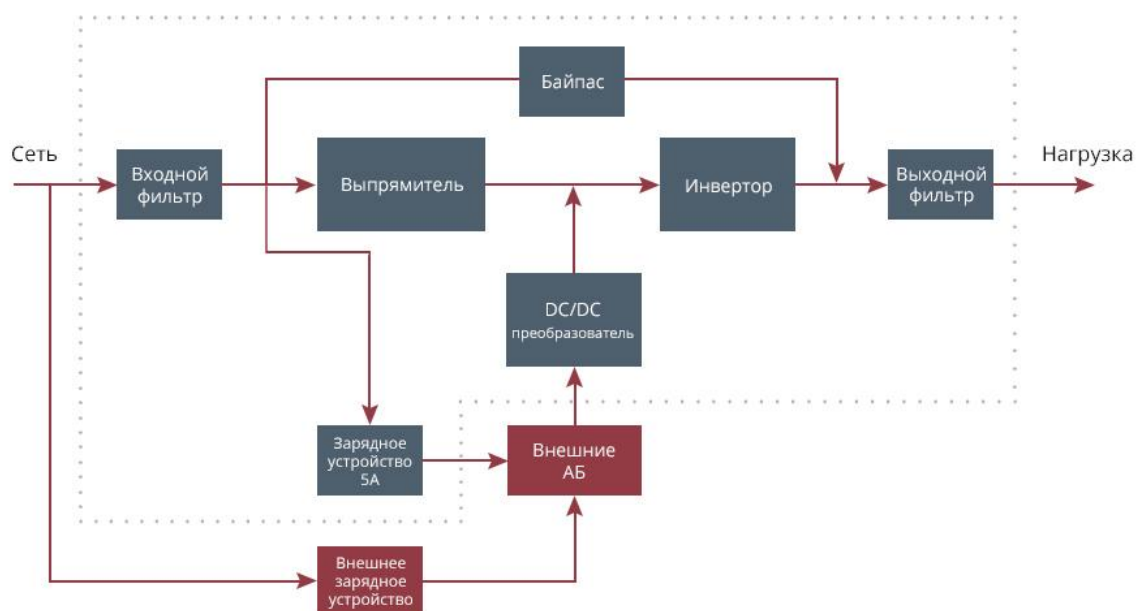 Байпас
Сеть
Входной
фильтр
Выпрямитель
Инвертор
Выходной
фильтр
Нагрузка
DC/DC
преобразователь
Зарядное
устройство
5А
Внешние
АБ
Внешнее
зарядное
устройство